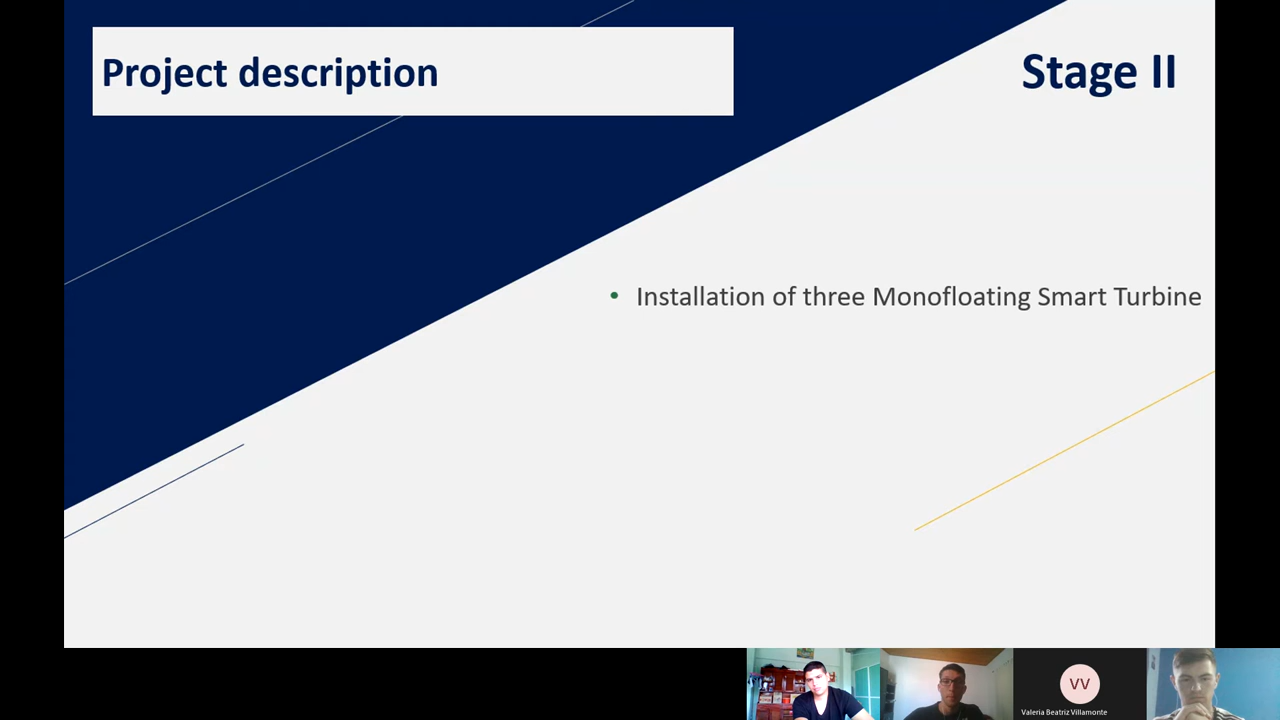 Project description
Stage II
• Installation of three Monofloating Smart Turbine
VV
Valeria Beatriz Villamonte